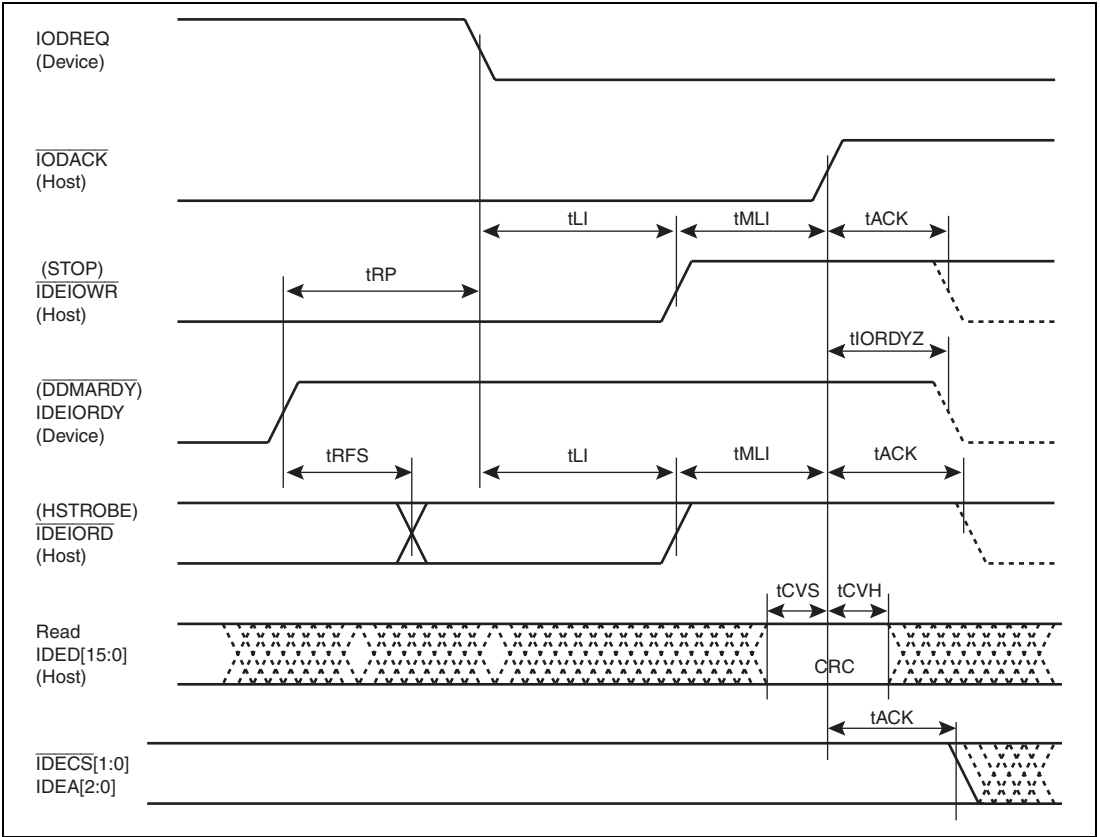 IODREQ
(Device)
IODACK
(Host)
tLI
tMLI
tACK
(STOP)
IDEIOWR
(Host)
tRP
tIORDYZ
(DDMARDY)
IDEIORDY
(Device)
tRFS
tLI
tMLI
tACK
(HSTROBE)
IDEIORD
(Host)
tCVS
tCVH
Read
IDED[15:0]
(Host)
CRC
tACK
IDECS[1:0]
IDEA[2:0]